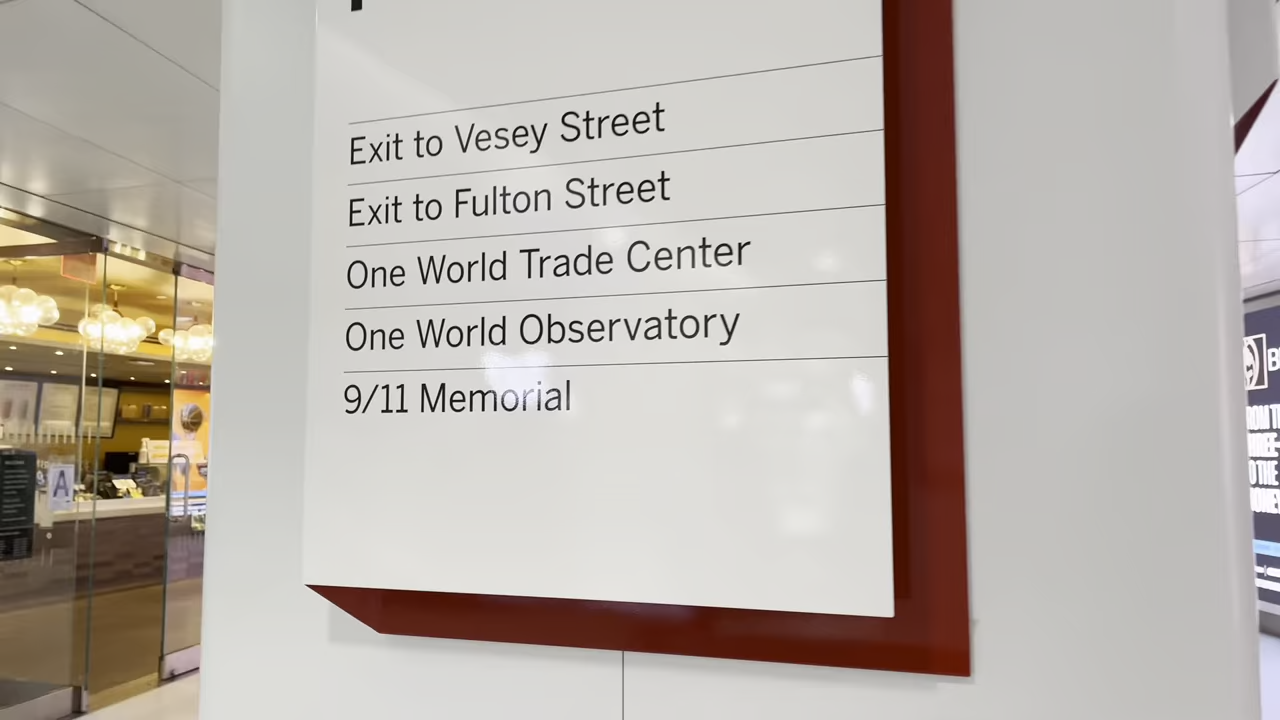 Exit to Vesey Street
Exit to Fulton Street
One World Trade Center
One World Observatory
9/11 Memorial
A